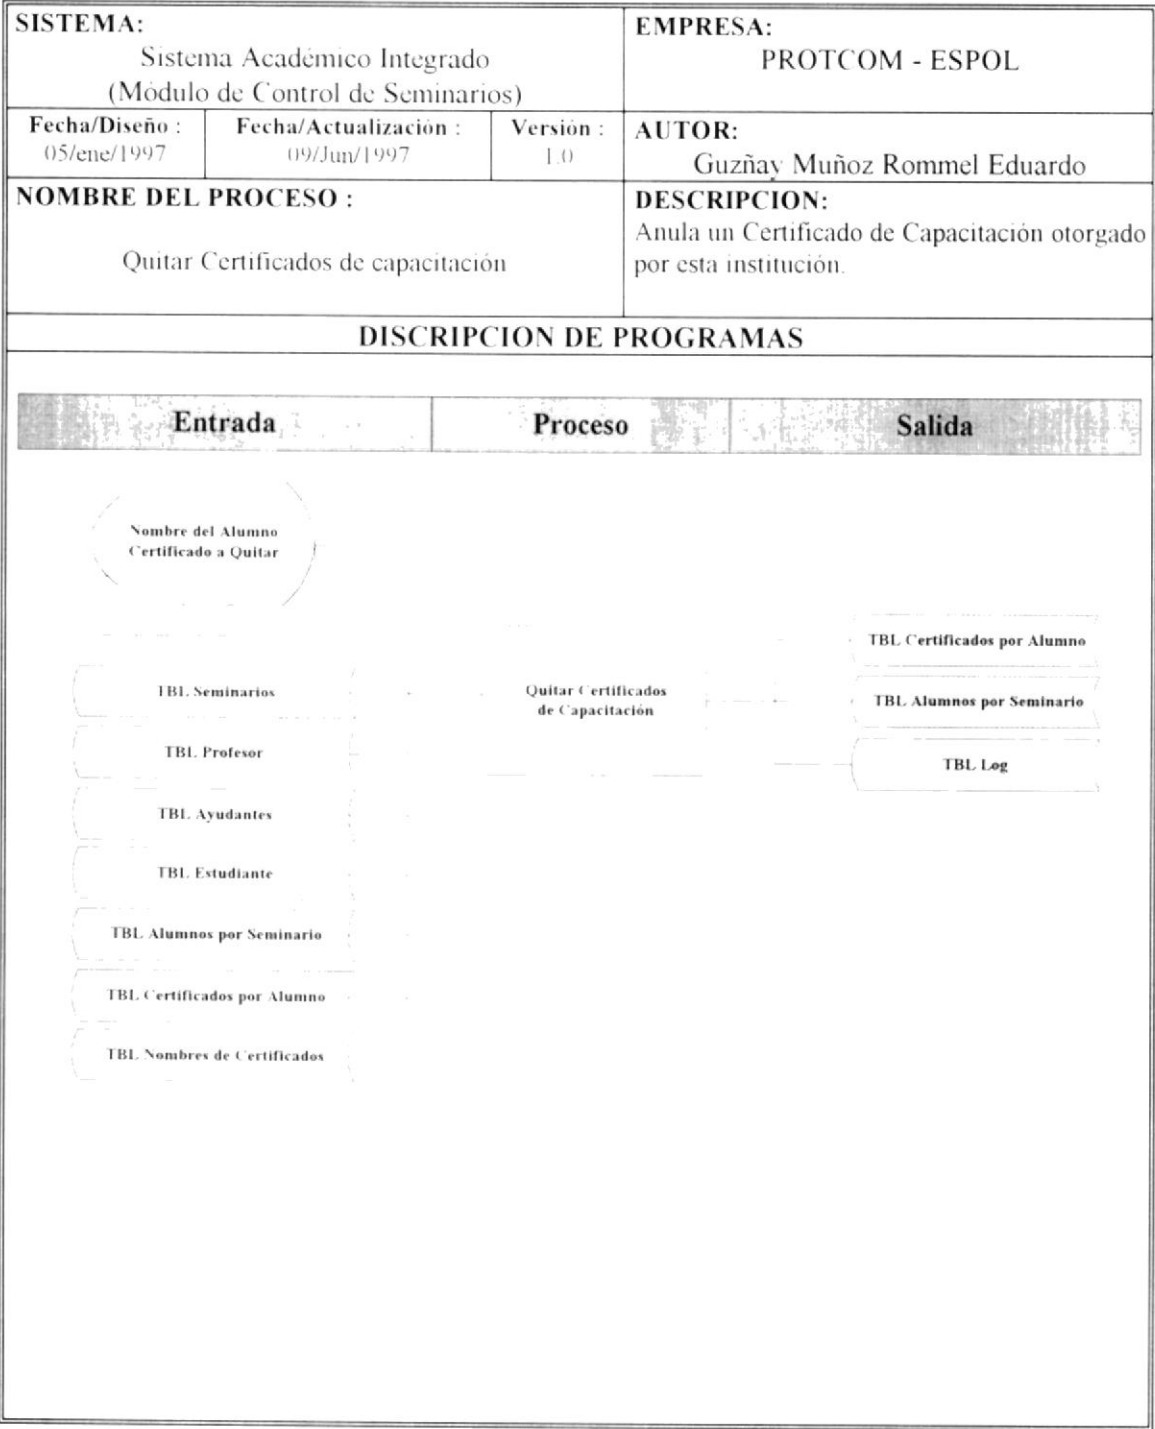 SISTEMA:
Sistema Académico Integrado
(Módulo de Control de Seminarios)
EMPRESA:
PROTCOM - ESPOL
Fecha/Diseño :
05/ene/1997
Fecha/Actualización :
09/Jun/1997
Versión :
1.0
AUTOR:
Guzñay Muñoz Rommel Eduardo
NOMBRE DEL PROCESO :
Quitar Certificados de capacitación
DESCRIPCION:
Anula un Certificado de Capacitación otorgado
por esta institución.
DISCRIPCION DE PROGRAMAS
Entrada
Proceso
Salida
Nombre del Alumno
Certificado a Quitar
TBL Seminarios
TBL Profesor
TBL Ayudantes
TBL Estudiante
TBL Alumnos por Seminario
TBL Certificados por Alumno
TBL Nombres de Certificados
Quitar Certificados
de Capacitación
TBL Certificados por Alumno
TBL Alumnos por Seminario
TBL Log